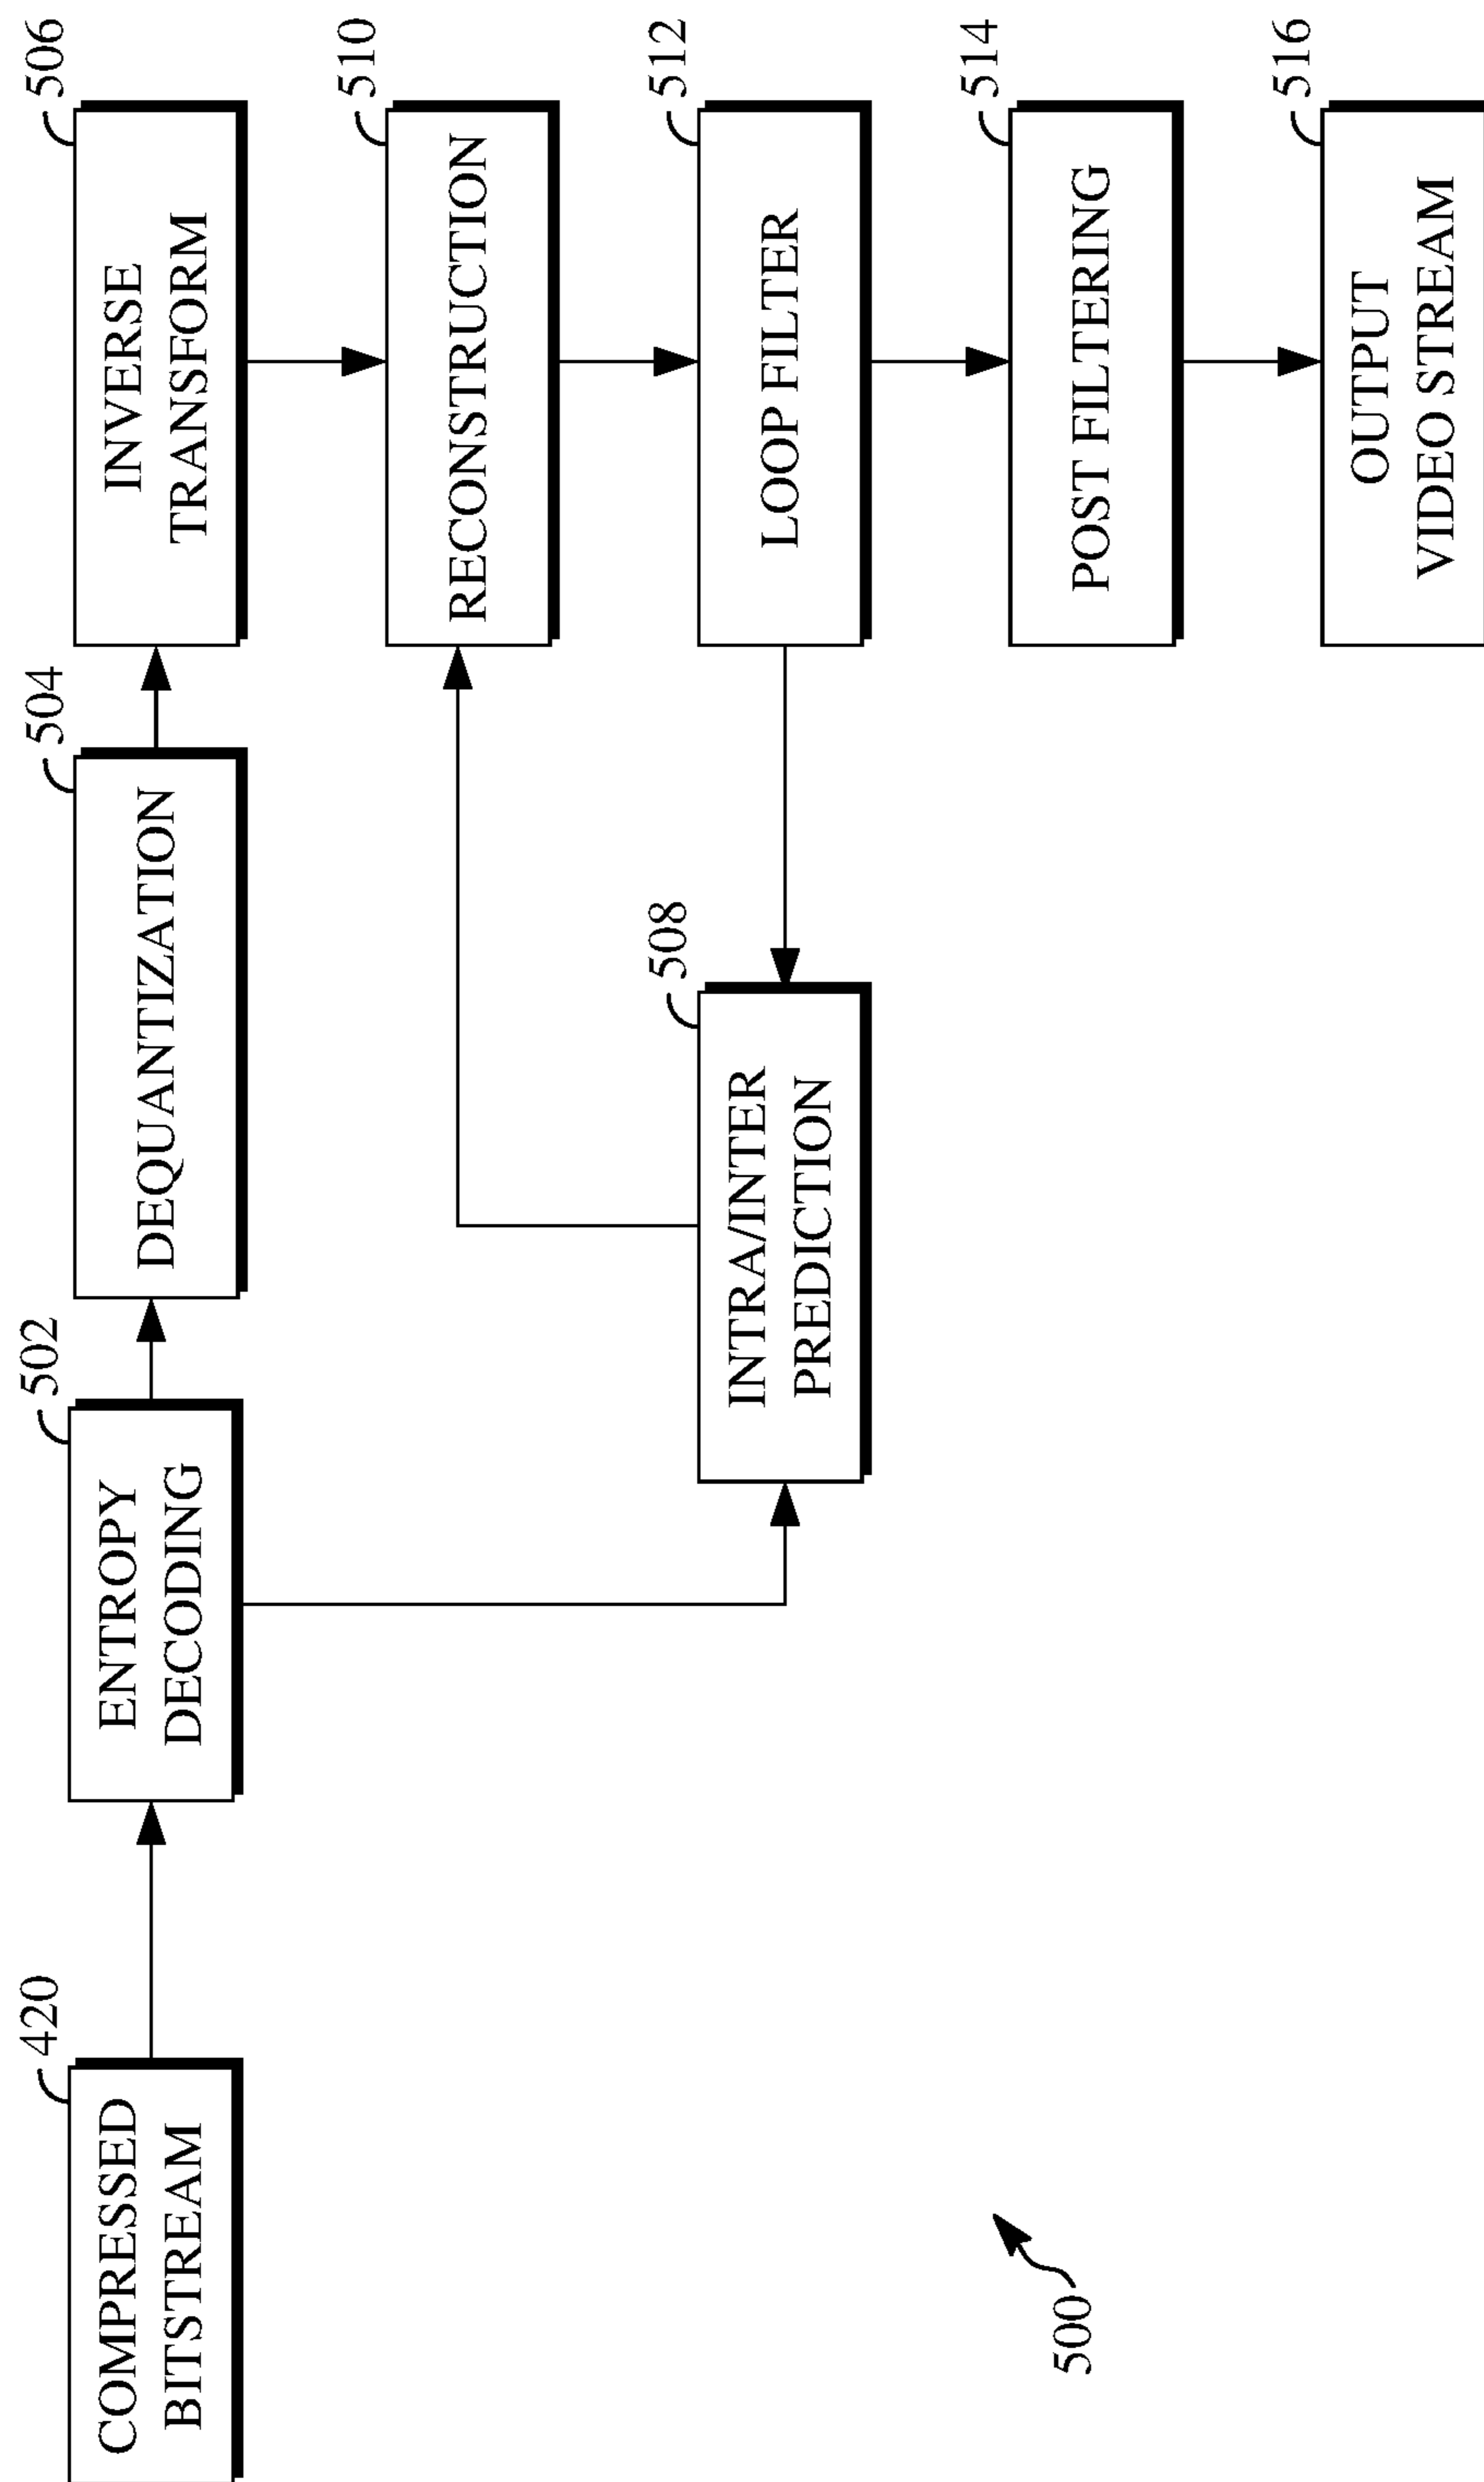 420
COMPRESSED
BITSTREAM
502
ENTROPY
DECODING
504
DEQUANTIZATION
506
INVERSE
TRANSFORM
510
RECONSTRUCTION
508
INTRA/INTER
PREDICTION
512
LOOP FILTER
514
POST FILTERING
516
OUTPUT
VIDEO STREAM
500